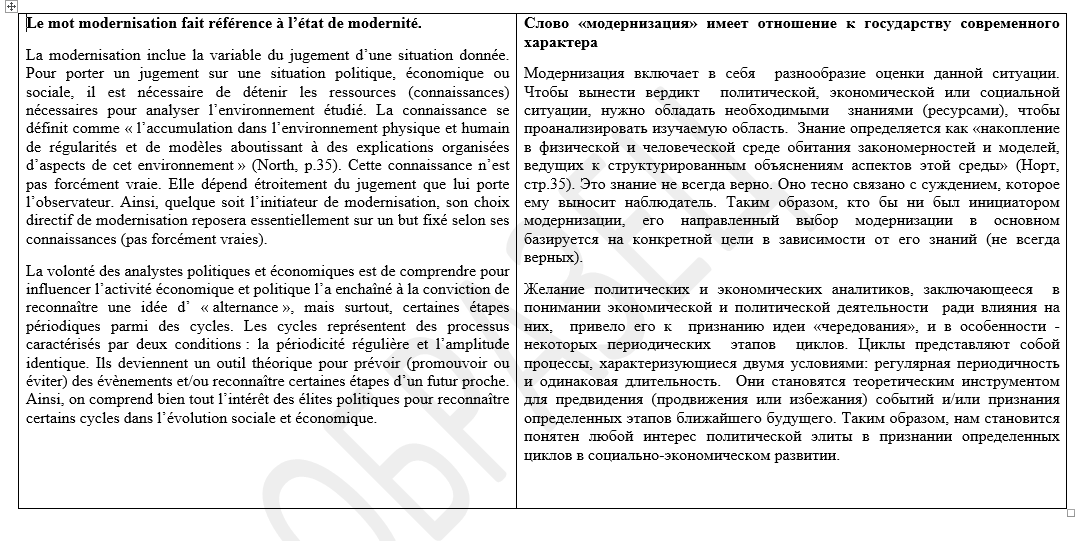 Le mot modernisation fait référence à l’état de modernité.
La modernisation inclue la variable du jugement d’une situation donnée.
Pour porter un jugement sur une situation politique, économique ou
sociale, il est nécessaire de détenir les ressources (connaissances)
nécessaires pour analyser l’environnement étudié. La connaissance se
définit comme « l’accumulation dans l’environnement physique et humain
de régularités et de modèles aboutissant à des explications organisées
d’aspects de cet environnement » (North, p.35). Cette connaissance n’est
pas forcément vraie. Elle dépend étroitement du jugement que lui porte
l’observateur. Ainsi, quelque soit l’initiateur de modernisation, son choix
directif de modernisation reposera essentiellement sur un but fixé selon ses
connaissances (pas forcément vraies).
La volonté des analystes politiques et économiques est de comprendre pour
influencer l’activité économique et politique l’a enchaîné à la conviction de
reconnaître une idée d’ « alternance », mais surtout, certaines étapes
périodiques parmi des cycles. Les cycles représentent des processus
caractérisés par deux conditions : la périodicité régulière et l’amplitude
identique. Ils deviennent un outil théorique pour prévoir (promouvoir ou
éviter) des évènements et/ou reconnaître certaines étapes d’un futur proche.
Ainsi, on comprend bien tout l’intérêt des élites politiques pour reconnaître
certains cycles dans l’évolution sociale et économique.
Слово «модернизация» имеет отношение к государству современного
характера
Модернизация включает в себя разнообразие оценки данной ситуации.
Чтобы вынести вердикт политической, экономической или социальной
ситуации, нужно обладать необходимыми знаниями (ресурсами), чтобы
проанализировать изучаемую область. Знание определяется как «накопление
в физической и человеческой среде обитания закономерностей и моделей,
ведущих к структурированным объяснениям аспектов этой среды» (Норт,
стр.35). Это знание не всегда верно. Оно тесно связано с суждением, которое
ему выносит наблюдатель. Таким образом, кто бы ни был инициатором
модернизации, его направленный выбор модернизации в основном
базируется на конкретной цели в зависимости от его знаний (не всегда
верных).
Желание политических и экономических аналитиков, заключающееся в
понимании экономической и политической деятельности ради влияния на
них, привело его к признанию идеи «чередования», и в особенности -
некоторых периодических этапов циклов. Циклы представляют собой
процессы, характеризующиеся двумя условиями: регулярная периодичность
и одинаковая длительность. Они становятся теоретическим инструментом
для предвидения (продвижения или избежания) событий и/или признания
определенных этапов ближайшего будущего. Таким образом, нам становится
понятен любой интерес политической элиты в признании определенных
циклов в социально-экономическом развитии.
ОБРАЗЕЦ